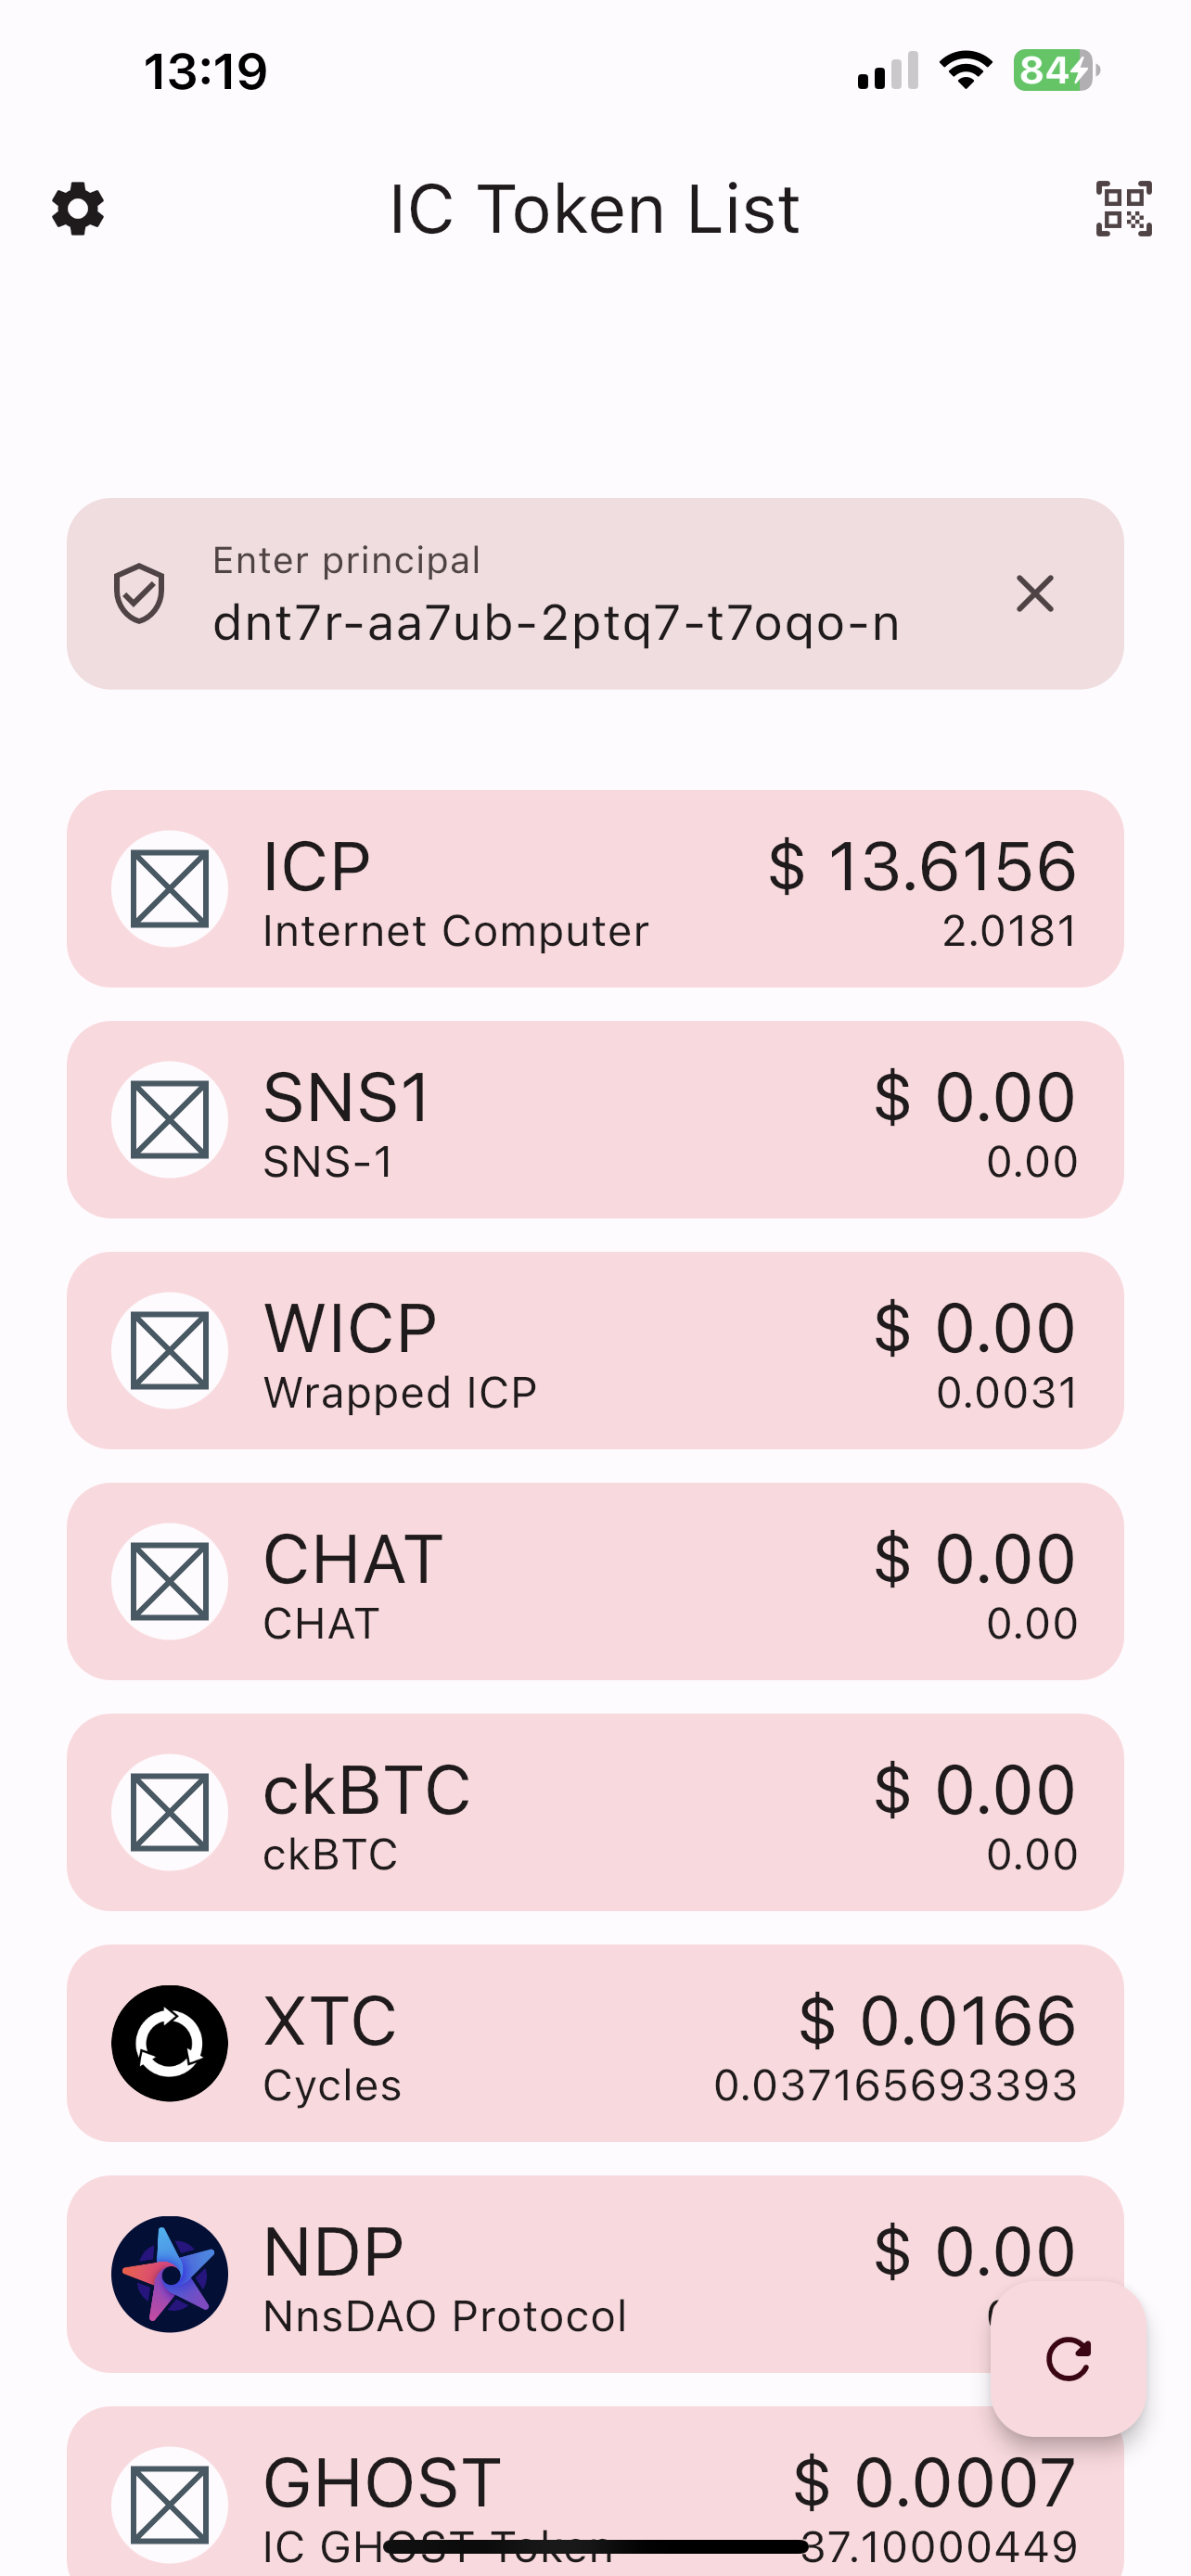 13:19
84
IC Token List
Enter principal
dnt7r-aa7ub-2ptq7-t7oqo-n
ICP $ 13.6156
Internet Computer 2.0181
SNS1 $ 0.00
SNS-1 0.00
WICP $ 0.00
Wrapped ICP 0.0031
CHAT $ 0.00
CHAT 0.00
ckBTC $ 0.00
ckBTC 0.00
XTC $ 0.0166
Cycles 0.037165693393
NDP $ 0.00
NnsDAO Protocol
GHOST $ 0.0007
IC GHOST Token 37.10000449